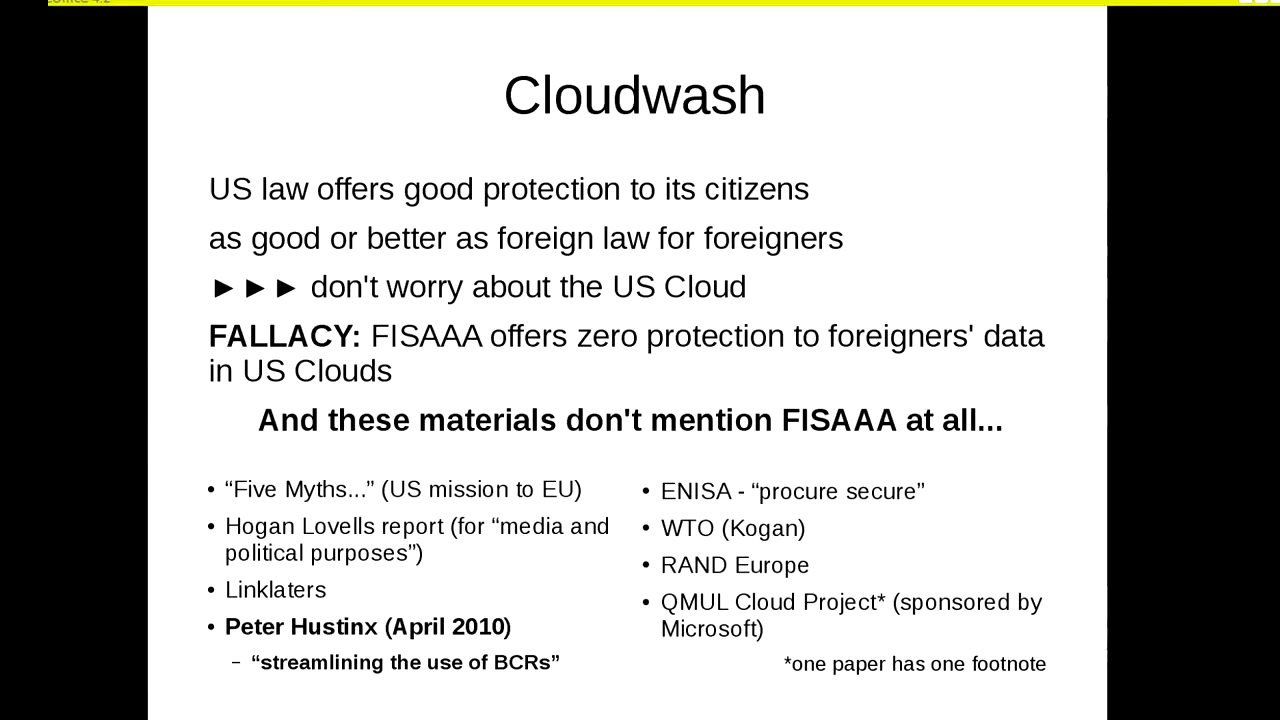 Cloudwash
US law offers good protection to its citizens
as good or better as foreign law for foreigners
►►► don't worry about the US Cloud
FALLACY: FISAAA offers zero protection to foreigners' data
in US Clouds
And these materials don't mention FISAAA at all...
• “Five Myths...” (US mission to EU)
• Hogan Lovells report (for “media and
political purposes”)
• Linklaters
• Peter Hustinx (April 2010)
– “streamlining the use of BCRs”
• ENISA - “procure secure”
• WTO (Kogan)
• RAND Europe
• QMUL Cloud Project* (sponsored by
Microsoft)
*one paper has one footnote